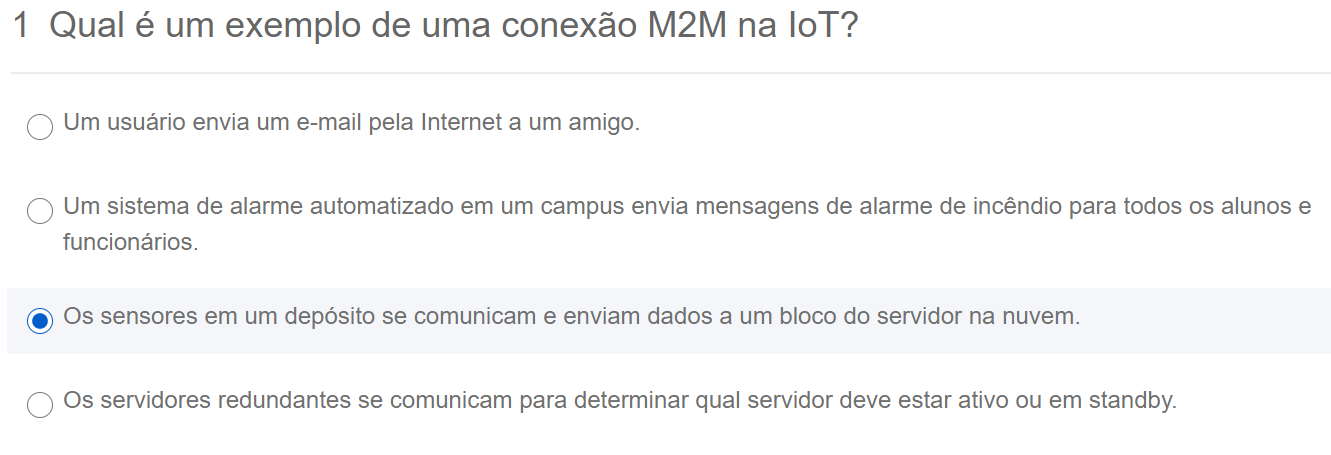 1 Qual é um exemplo de uma conexão M2M na IoT?
Um usuário envia um e-mail pela Internet a um amigo.
Um sistema de alarme automatizado em um campus envia mensagens de alarme de incêndio para todos os alunos e
funcionários.
Os sensores em um depósito se comunicam e enviam dados a um bloco do servidor na nuvem.
Os servidores redundantes se comunicam para determinar qual servidor deve estar ativo ou em standby.